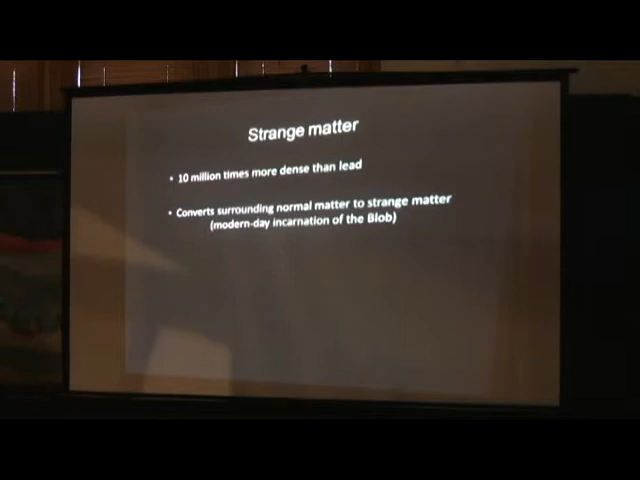 Strange matter
• 10 million times more dense than lead
• Converts surrounding normal matter to strange matter
(modern-day incarnation of the Blob)